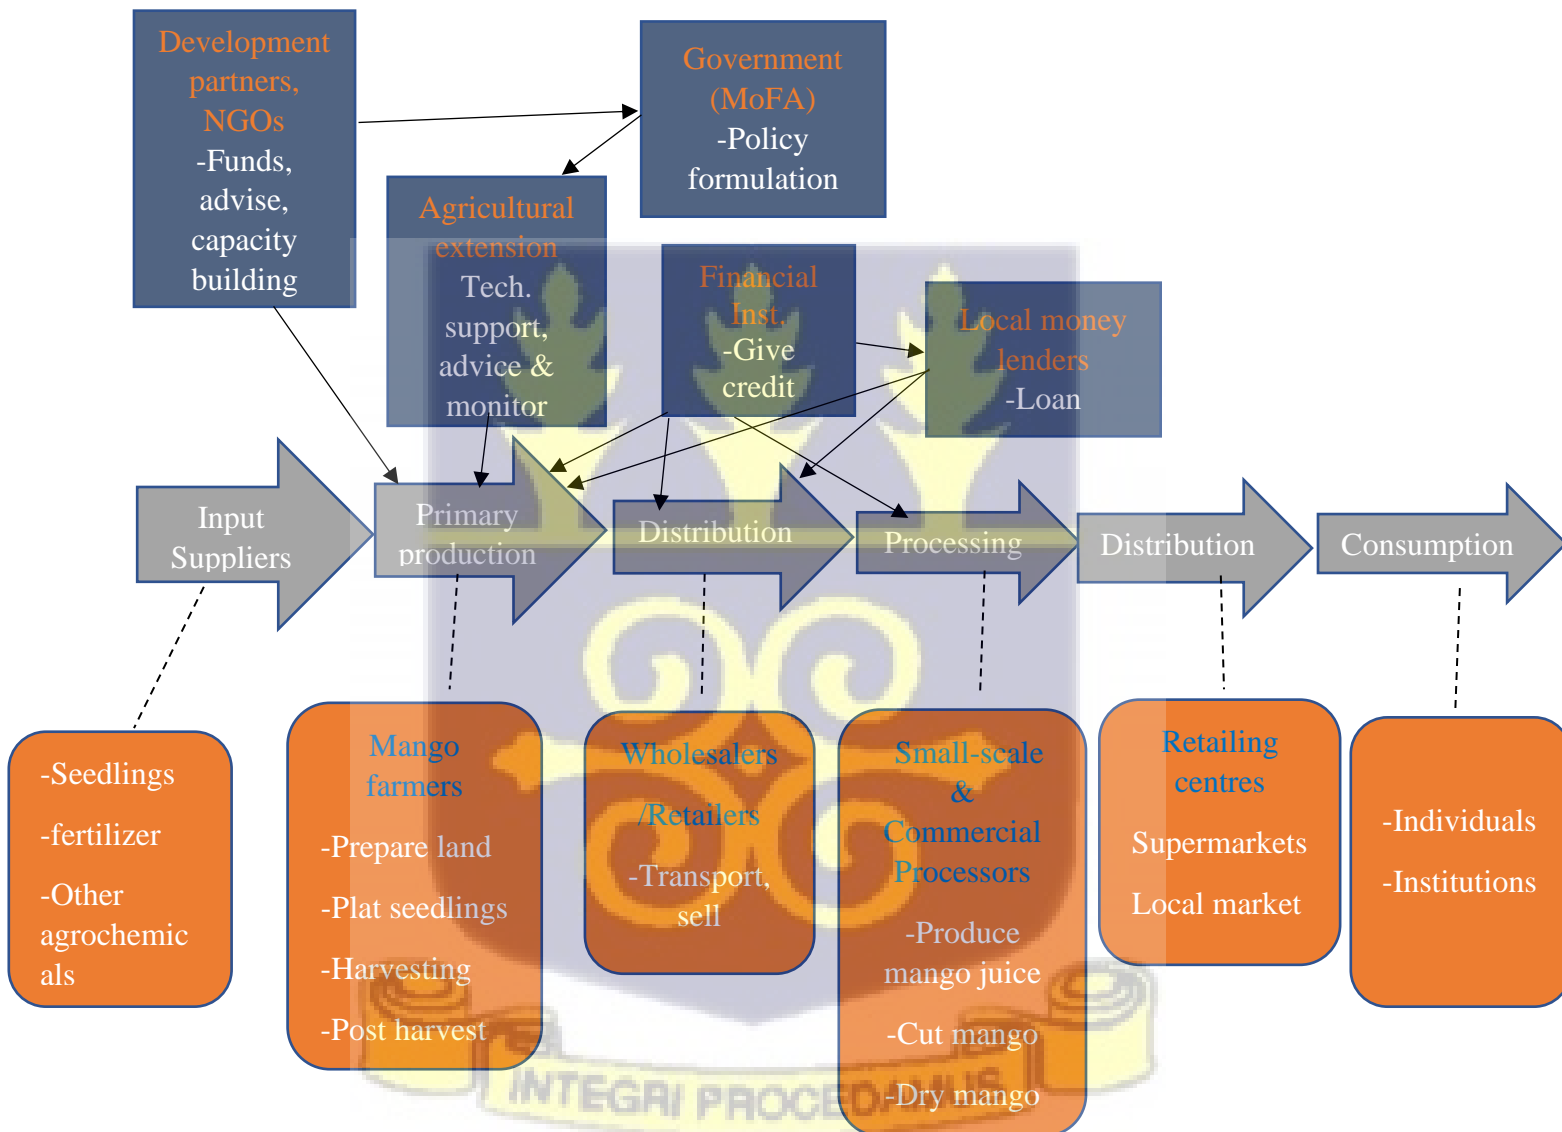 Development
partners,
NGOs
-Funds,
advise,
capacity
building
Government
(MoFA)
-Policy
formulation
Agricultural
extension
Tech.
support,
advice &
monitor
Financial
Inst.
-Give
credit
Local money
lenders
-Loan
Input
Suppliers
Primary
production
Distribution
Processing
Distribution
Consumption
-Seedlings
-fertilizer
-Other
agrochemic
als
Mango
farmers
-Prepare land
-Plat seedlings
-Harvesting
-Post harvest
Wholesalers
/Retailers
-Transport,
sell
Small-scale
&
Commercial
Processors
-Produce
mango juice
-Cut mango
-Dry mango
Retailing
centres
Supermarkets
Local market
-Individuals
-Institutions
INTEGRI PROCEDAMUS